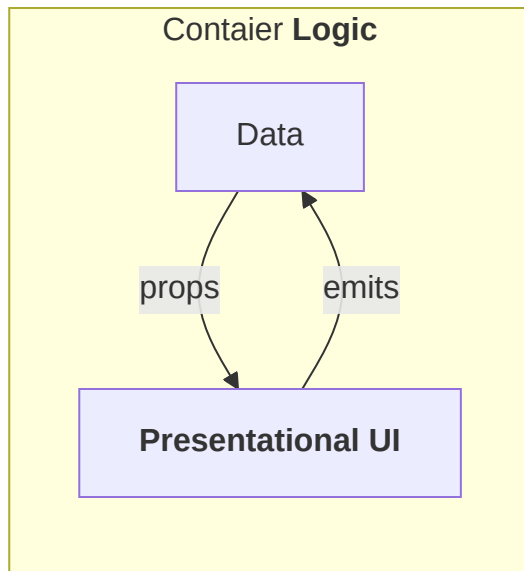 Contaier Logic
Data
props
emits
Presentational UI